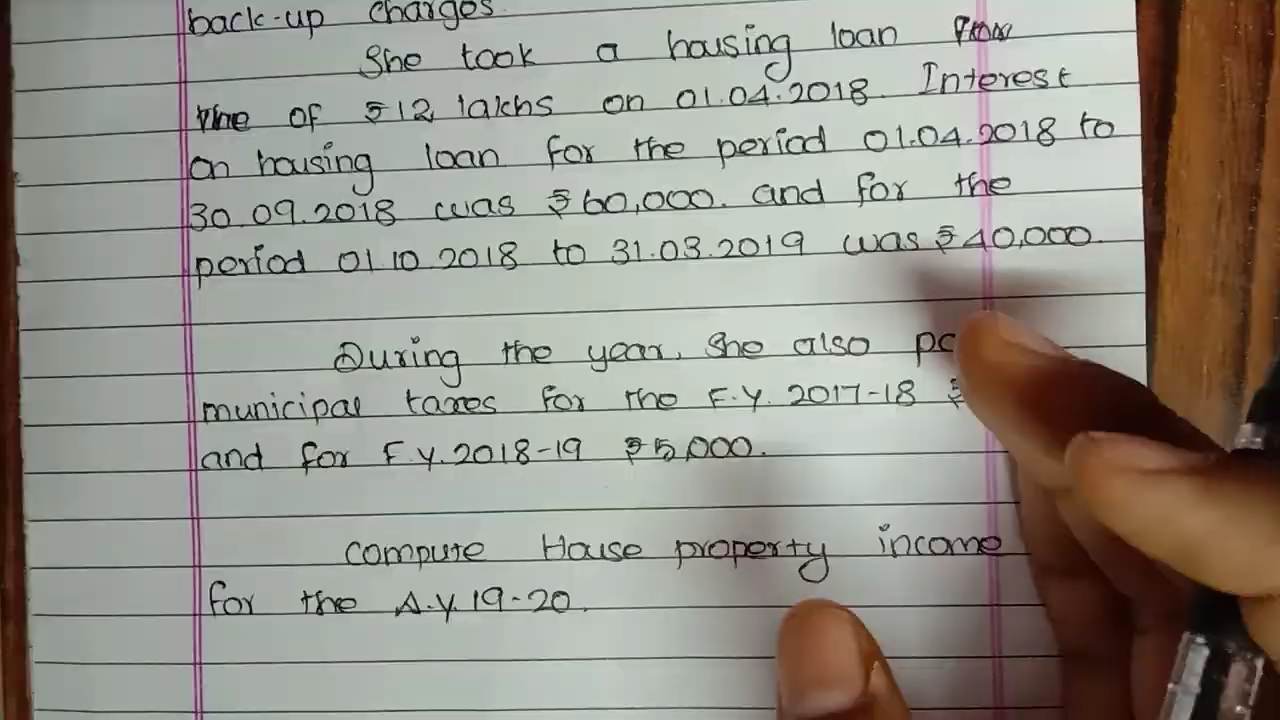 back-up charges.
She took a housing loan
of ₹12 lakhs on 01.04.2018. Interest
on housing loan for the period 01.04.2018 to
30.09.2018 was ₹60,000. and for the
period 01.10.2018 to 31.03.2019 was ₹40,000.
During the year, she also
municipal taxes for the F.Y. 2017-18 ₹
and for F.Y.2018-19 ₹5,000.
compute House property income
for the A.Y.19-20.